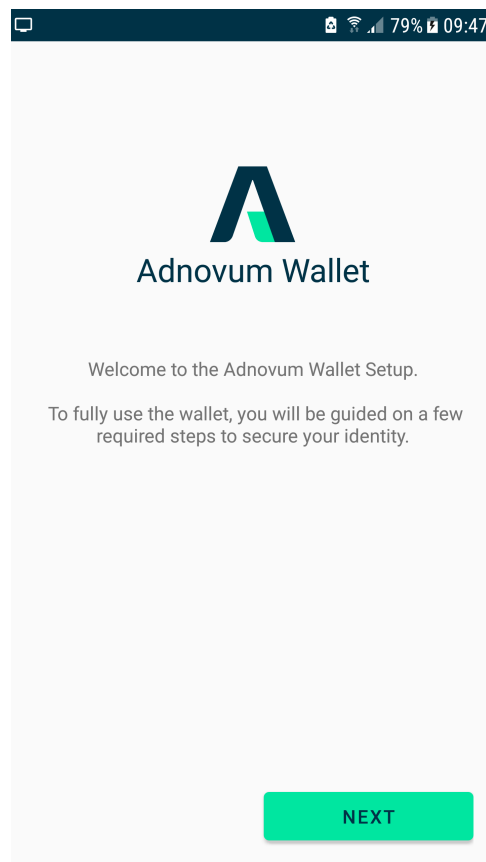 79% 09:47
Adnovum Wallet
Welcome to the Adnovum Wallet Setup.
To fully use the wallet, you will be guided on a few
required steps to secure your identity.
NEXT